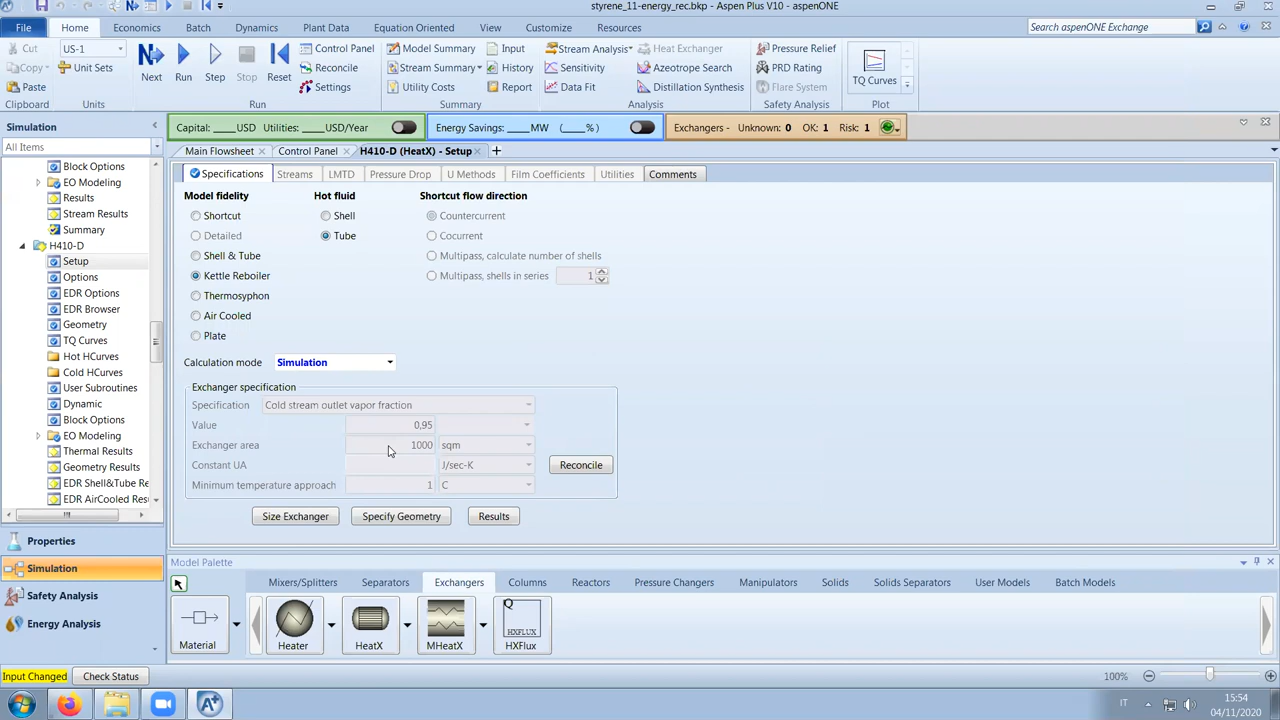 styrene_11-energy_rec.bkp - Aspen Plus V10 - aspenONE
File Home Economics Batch Dynamics Plant Data Equation Oriented View Customize Resources Search aspenONE Exchange
Cut US-1 Control Panel Model Summary Input Stream Analysis Heat Exchanger Pressure Relief
Copy Unit Sets Next Run Step Stop Reset Reconcile Stream Summary History Sensitivity Azeotrope Search PRD Rating TQ Curves
Paste Settings Utility Costs Report Data Fit Distillation Synthesis Flare System
Clipboard Units Run Summary Analysis Safety Analysis Plot
Simulation
Capital: ____USD Utilities: ____USD/Year Energy Savings: ____MW (____%) Exchangers - Unknown: 0 OK: 1 Risk: 1
All Items
Main Flowsheet Control Panel H410-D (HeatX) - Setup
Block Options
EO Modeling
Results
Stream Results
Summary
H410-D
Setup
Options
EDR Options
EDR Browser
Geometry
TQ Curves
Hot HCurves
Cold HCurves
User Subroutines
Dynamic
Block Options
EO Modeling
Thermal Results
Geometry Results
EDR Shell&Tube Re
EDR AirCooled Resu
Properties
Simulation
Safety Analysis
Energy Analysis
Specifications Streams LMTD Pressure Drop U Methods Film Coefficients Utilities Comments
Model fidelity Hot fluid Shortcut flow direction
Shortcut Shell Countercurrent
Detailed Tube Cocurrent
Shell & Tube Multipass, calculate number of shells
Kettle Reboiler Multipass, shells in series 1
Thermosyphon
Air Cooled
Plate
Calculation mode Simulation
Exchanger specification
Specification Cold stream outlet vapor fraction
Value 0,95
Exchanger area 1000 sqm
Constant UA J/sec-K Reconcile
Minimum temperature approach 1 C
Size Exchanger Specify Geometry Results
Model Palette
Mixers/Splitters Separators Exchangers Columns Reactors Pressure Changers Manipulators Solids Solids Separators User Models Batch Models
Q
HXFLUX
Material Heater HeatX MHeatX HXFlux
Input Changed Check Status 100%
IT 15:54
04/11/2020